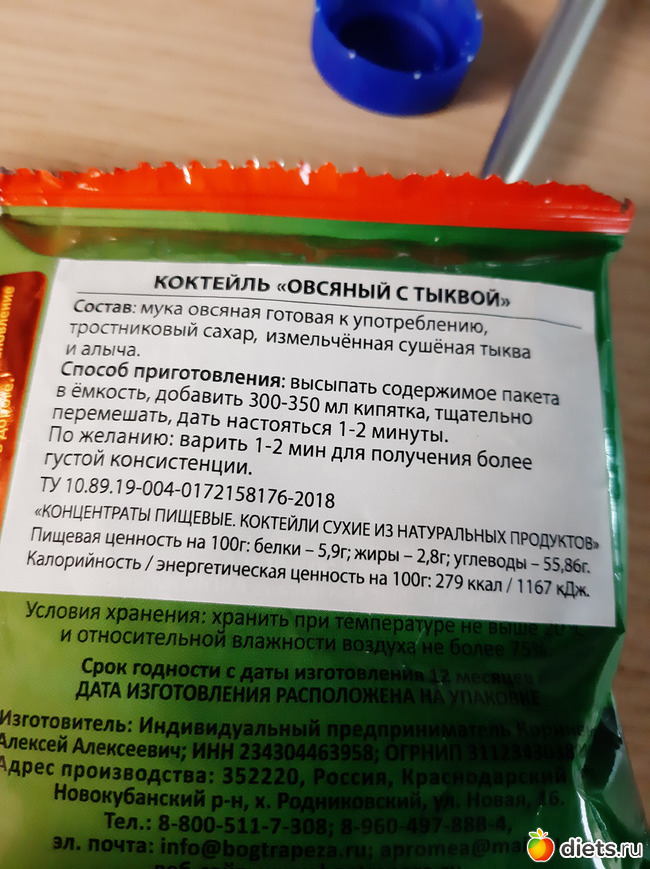 КОКТЕЙЛЬ «ОВСЯНЫЙ С ТЫКВОЙ»
Состав: мука овсяная готовая к употреблению,
тростниковый сахар, измельчённая сушёная тыква
и алыча.
Способ приготовления: высыпать содержимое пакета
в ёмкость, добавить 300-350 мл кипятка, тщательно
перемешать, дать настояться 1-2 минуты.
По желанию: варить 1-2 мин для получения более
густой консистенции.
ТУ 10.89.19-004-0172158176-2018
«КОНЦЕНТРАТЫ ПИЩЕВЫЕ. КОКТЕЙЛИ СУХИЕ ИЗ НАТУРАЛЬНЫХ ПРОДУКТОВ»
Пищевая ценность на 100г: белки – 5,9г; жиры – 2,8г; углеводы – 55,86г.
Калорийность / энергетическая ценность на 100г: 279 ккал / 1167 кДж.
Условия хранения: хранить при температуре не выше 20°С
и относительной влажности воздуха не более 75%
Срок годности с даты изготовления 12 месяцев
ДАТА ИЗГОТОВЛЕНИЯ РАСПОЛОЖЕНА НА УПАКОВКЕ
Изготовитель: Индивидуальный предприниматель
Алексей Алексеевич; ИНН 234304463958; ОГРНИП
Адрес производства: 352220, Россия, Краснодарский
Новокубанский р-н, х. Родниковский, ул. Новая, 16.
Тел.: 8-800-511-7-308; 8-960-497-888-4,
эл. почта: info@bogtrapeza.ru; apromea@mail
diets.ru